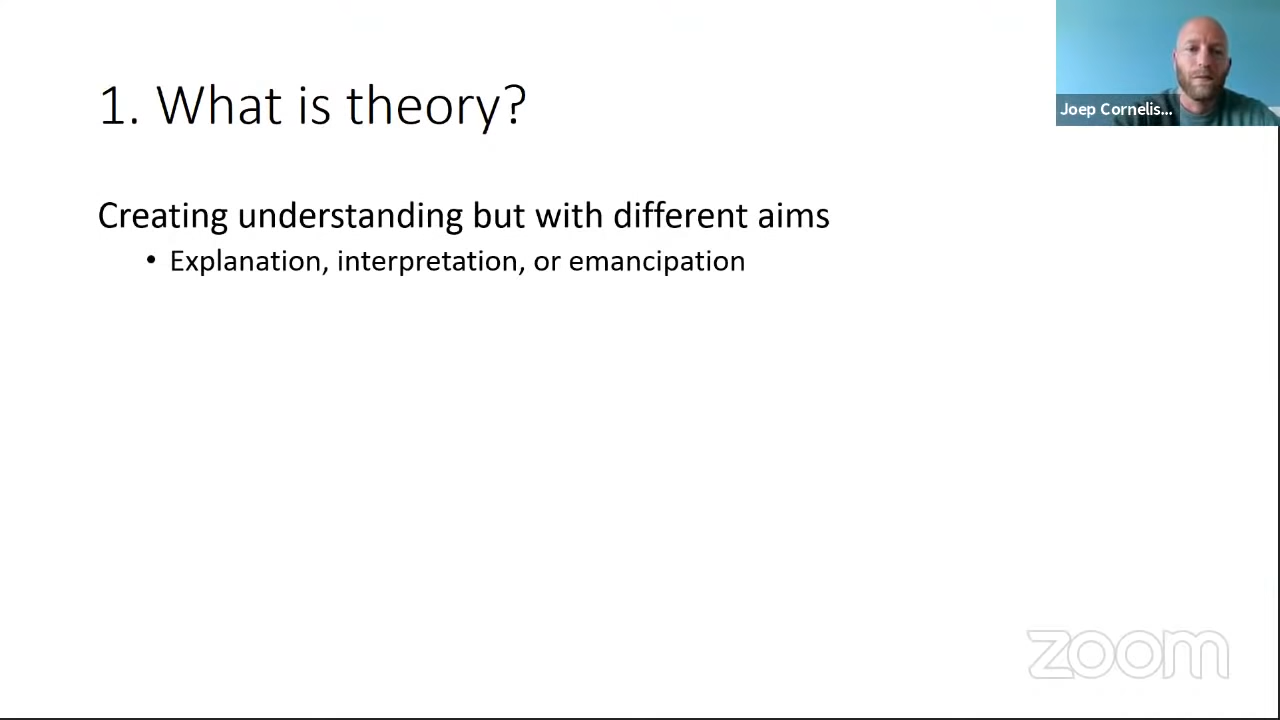 1. What is theory?
Joep Cornelis...
Creating understanding but with different aims
• Explanation, interpretation, or emancipation
zoom